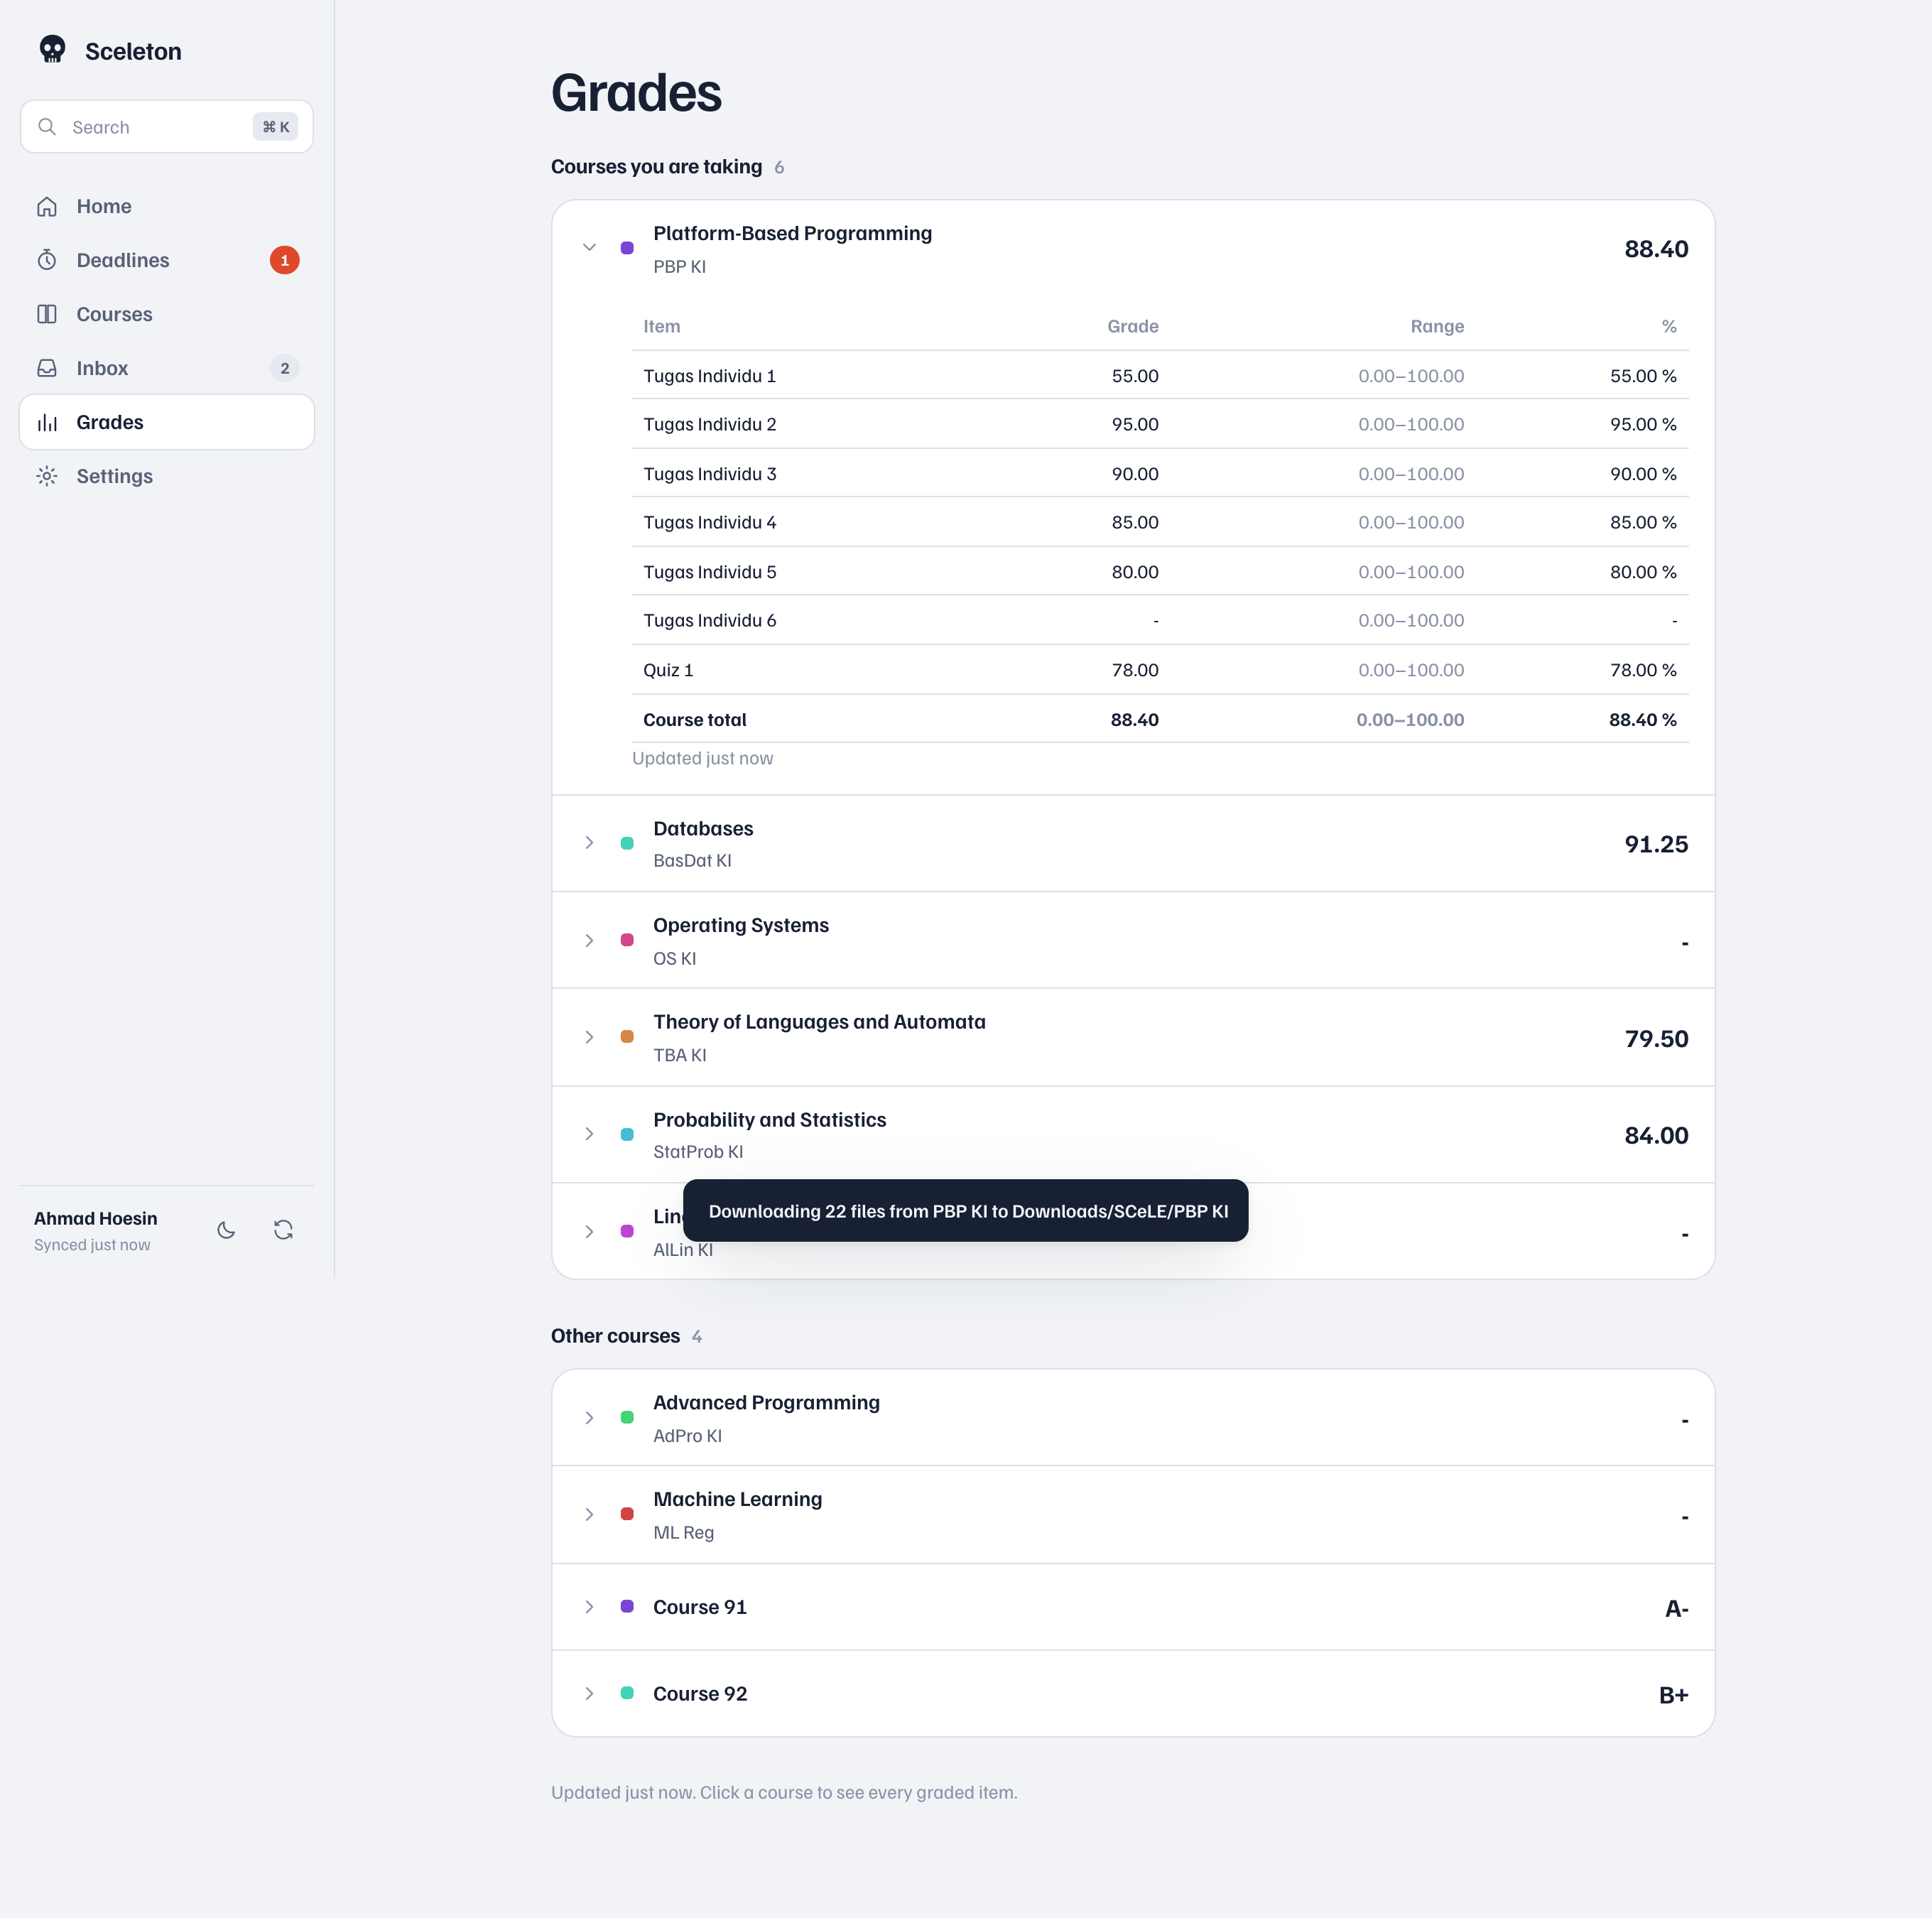 Sceleton
Search ⌘ K
Home
Deadlines 1
Courses
Inbox 2
Grades
Settings
Ahmad Hoesin
Synced just now
Grades
Courses you are taking 6
Platform-Based Programming
PBP KI
88.40
Item Grade Range %
Tugas Individu 1 55.00 0.00–100.00 55.00 %
Tugas Individu 2 95.00 0.00–100.00 95.00 %
Tugas Individu 3 90.00 0.00–100.00 90.00 %
Tugas Individu 4 85.00 0.00–100.00 85.00 %
Tugas Individu 5 80.00 0.00–100.00 80.00 %
Tugas Individu 6 - 0.00–100.00 -
Quiz 1 78.00 0.00–100.00 78.00 %
Course total 88.40 0.00–100.00 88.40 %
Updated just now
Databases
BasDat KI
91.25
Operating Systems
OS KI
-
Theory of Languages and Automata
TBA KI
79.50
Probability and Statistics
StatProb KI
84.00
Downloading 22 files from PBP KI to Downloads/SCeLE/PBP KI
AlLin KI
-
Other courses 4
Advanced Programming
AdPro KI
-
Machine Learning
ML Reg
-
Course 91 A-
Course 92 B+
Updated just now. Click a course to see every graded item.